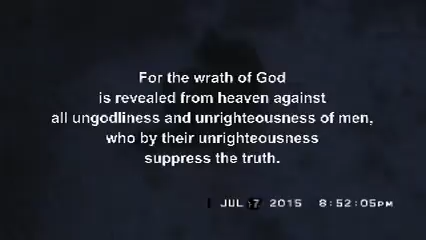 For the wrath of God
is revealed from heaven against
all ungodliness and unrighteousness of men,
who by their unrighteousness
suppress the truth.
JUL 7 2015 8:52:05PM